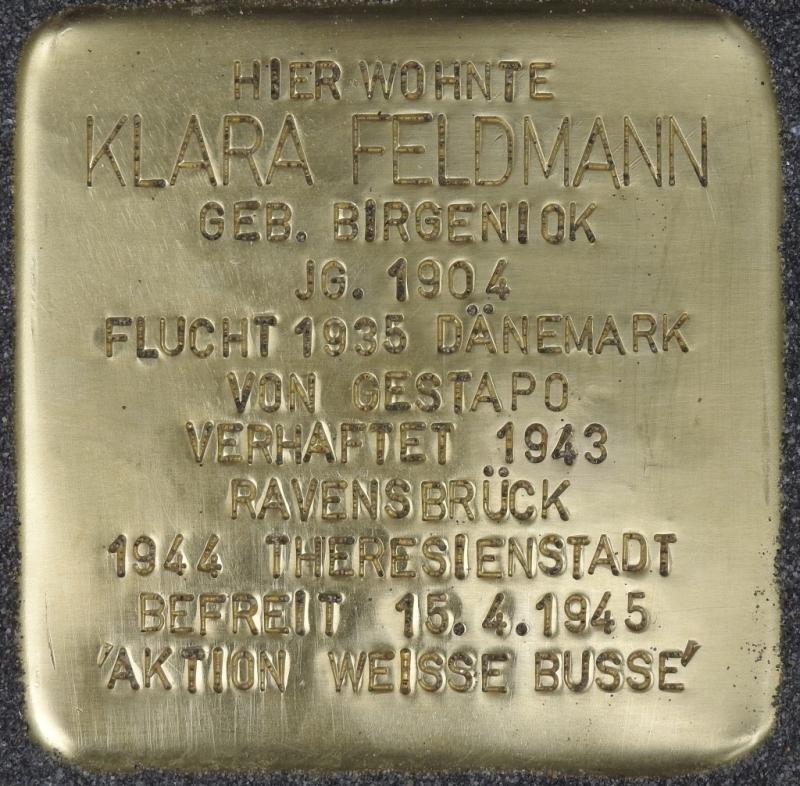 HIER WOHNTE
KLARA FELDMANN
GEB. BIRGENIOK
JG. 1904
FLUCHT 1935 DÄNEMARK
VON GESTAPO
VERHAFTET 1943
RAVENSBRÜCK
1944 THERESIENSTADT
BEFREIT 15.4.1945
'AKTION WEISSE BUSSE'